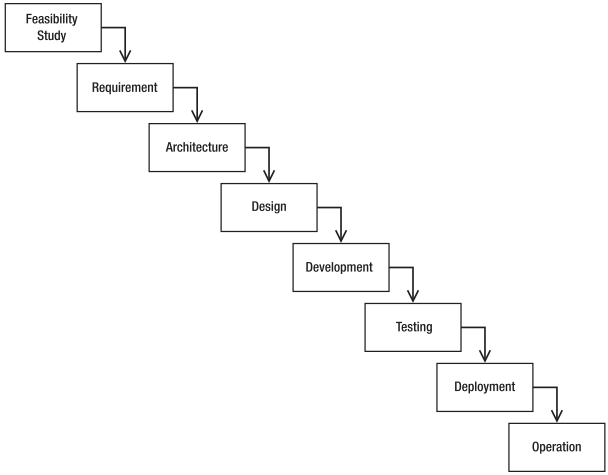 Feasibility
Study
Requirement
Architecture
Design
Development
Testing
Deployment
Operation